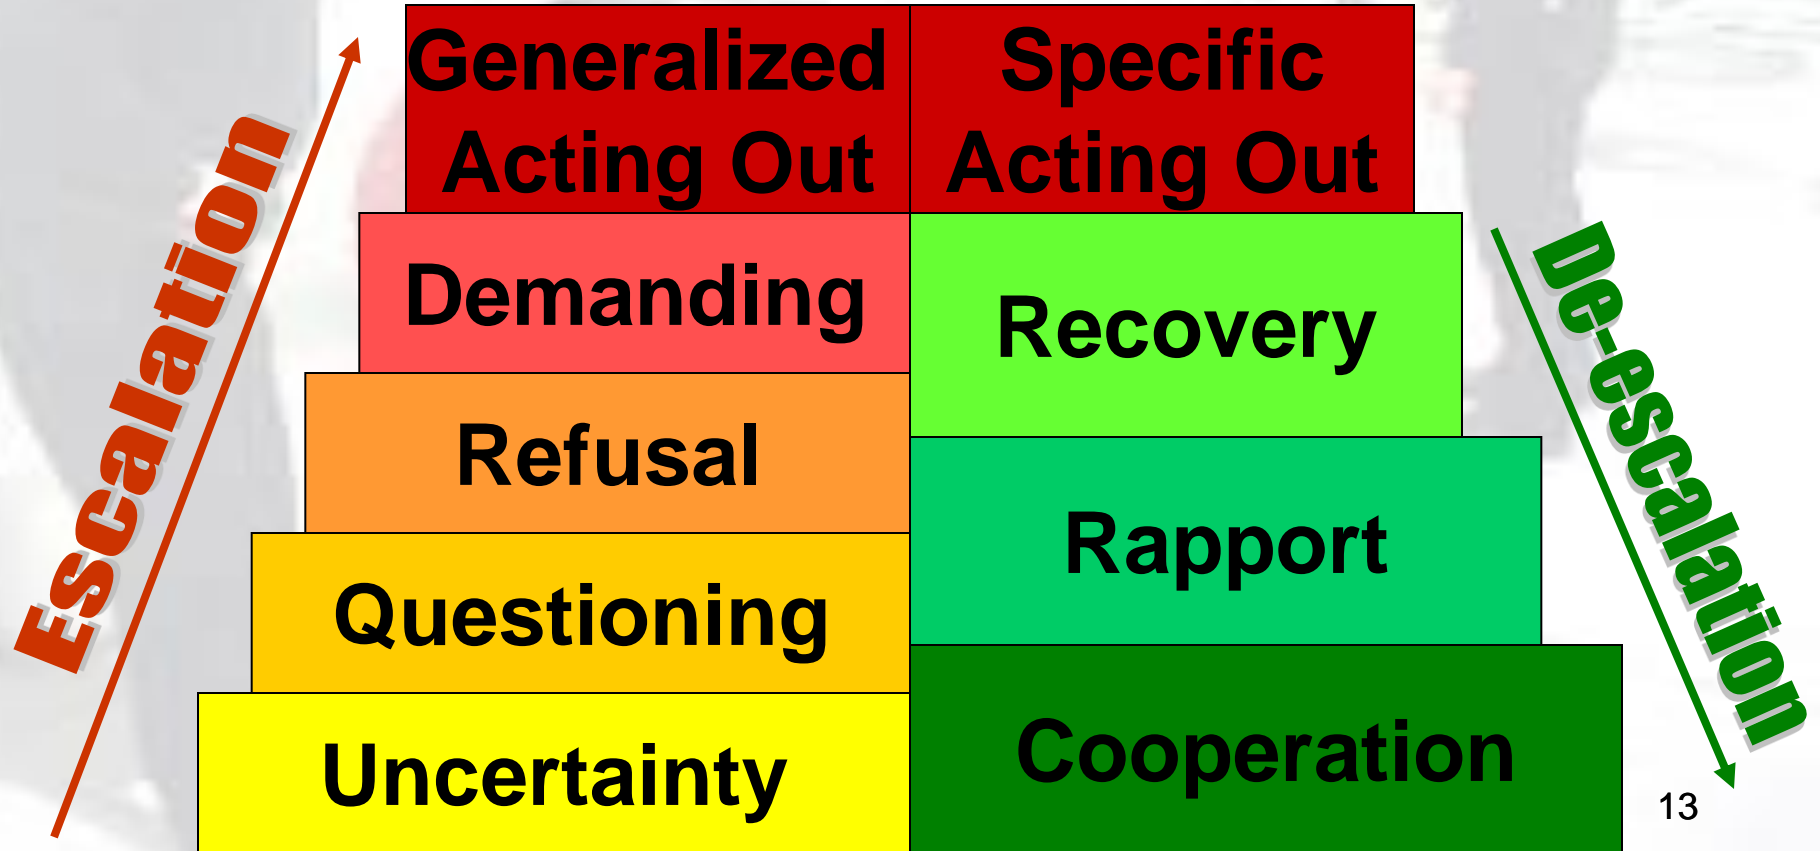 Escalation
Generalized
Acting Out
Demanding
Refusal
Questioning
Uncertainty
Specific
Acting Out
Recovery
Rapport
Cooperation
De-escalation
13